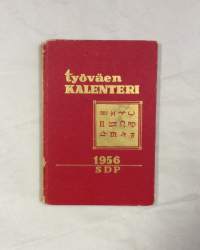 työväen
KALENTERI
1956
SDP